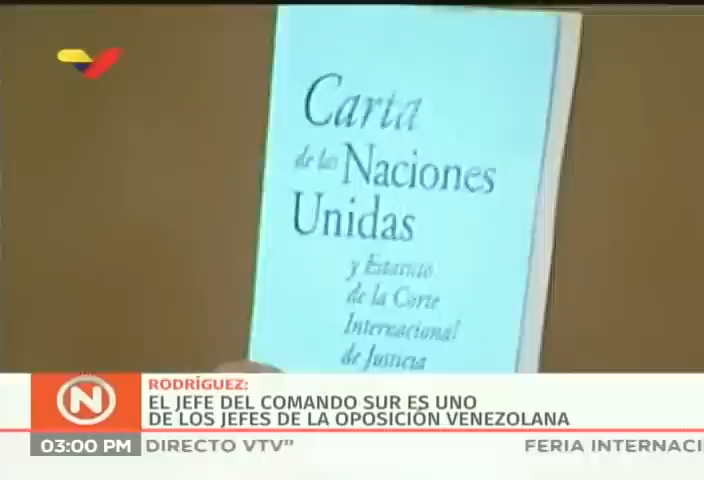 Carta
de las Naciones
Unidas
y Estatuto
de la Corte
Internacional
de Justicia
RODRÍGUEZ:
EL JEFE DEL COMANDO SUR ES UNO
DE LOS JEFES DE LA OPOSICIÓN VENEZOLANA
N
03:00 PM DIRECTO VTV" FERIA INTERNACI